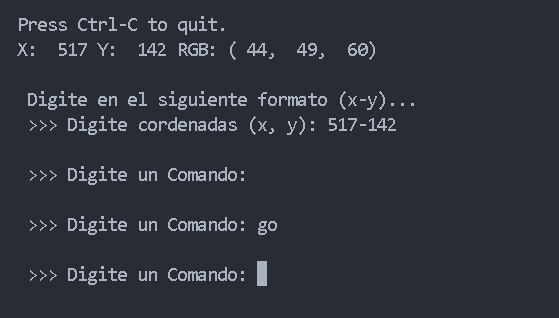 Press Ctrl-C to quit.
X:  517 Y:  142 RGB: ( 44,  49,  60)
Digite en el siguiente formato (x-y)...
>>> Digite cordenadas (x, y): 517-142
>>> Digite un Comando:
>>> Digite un Comando: go
>>> Digite un Comando: